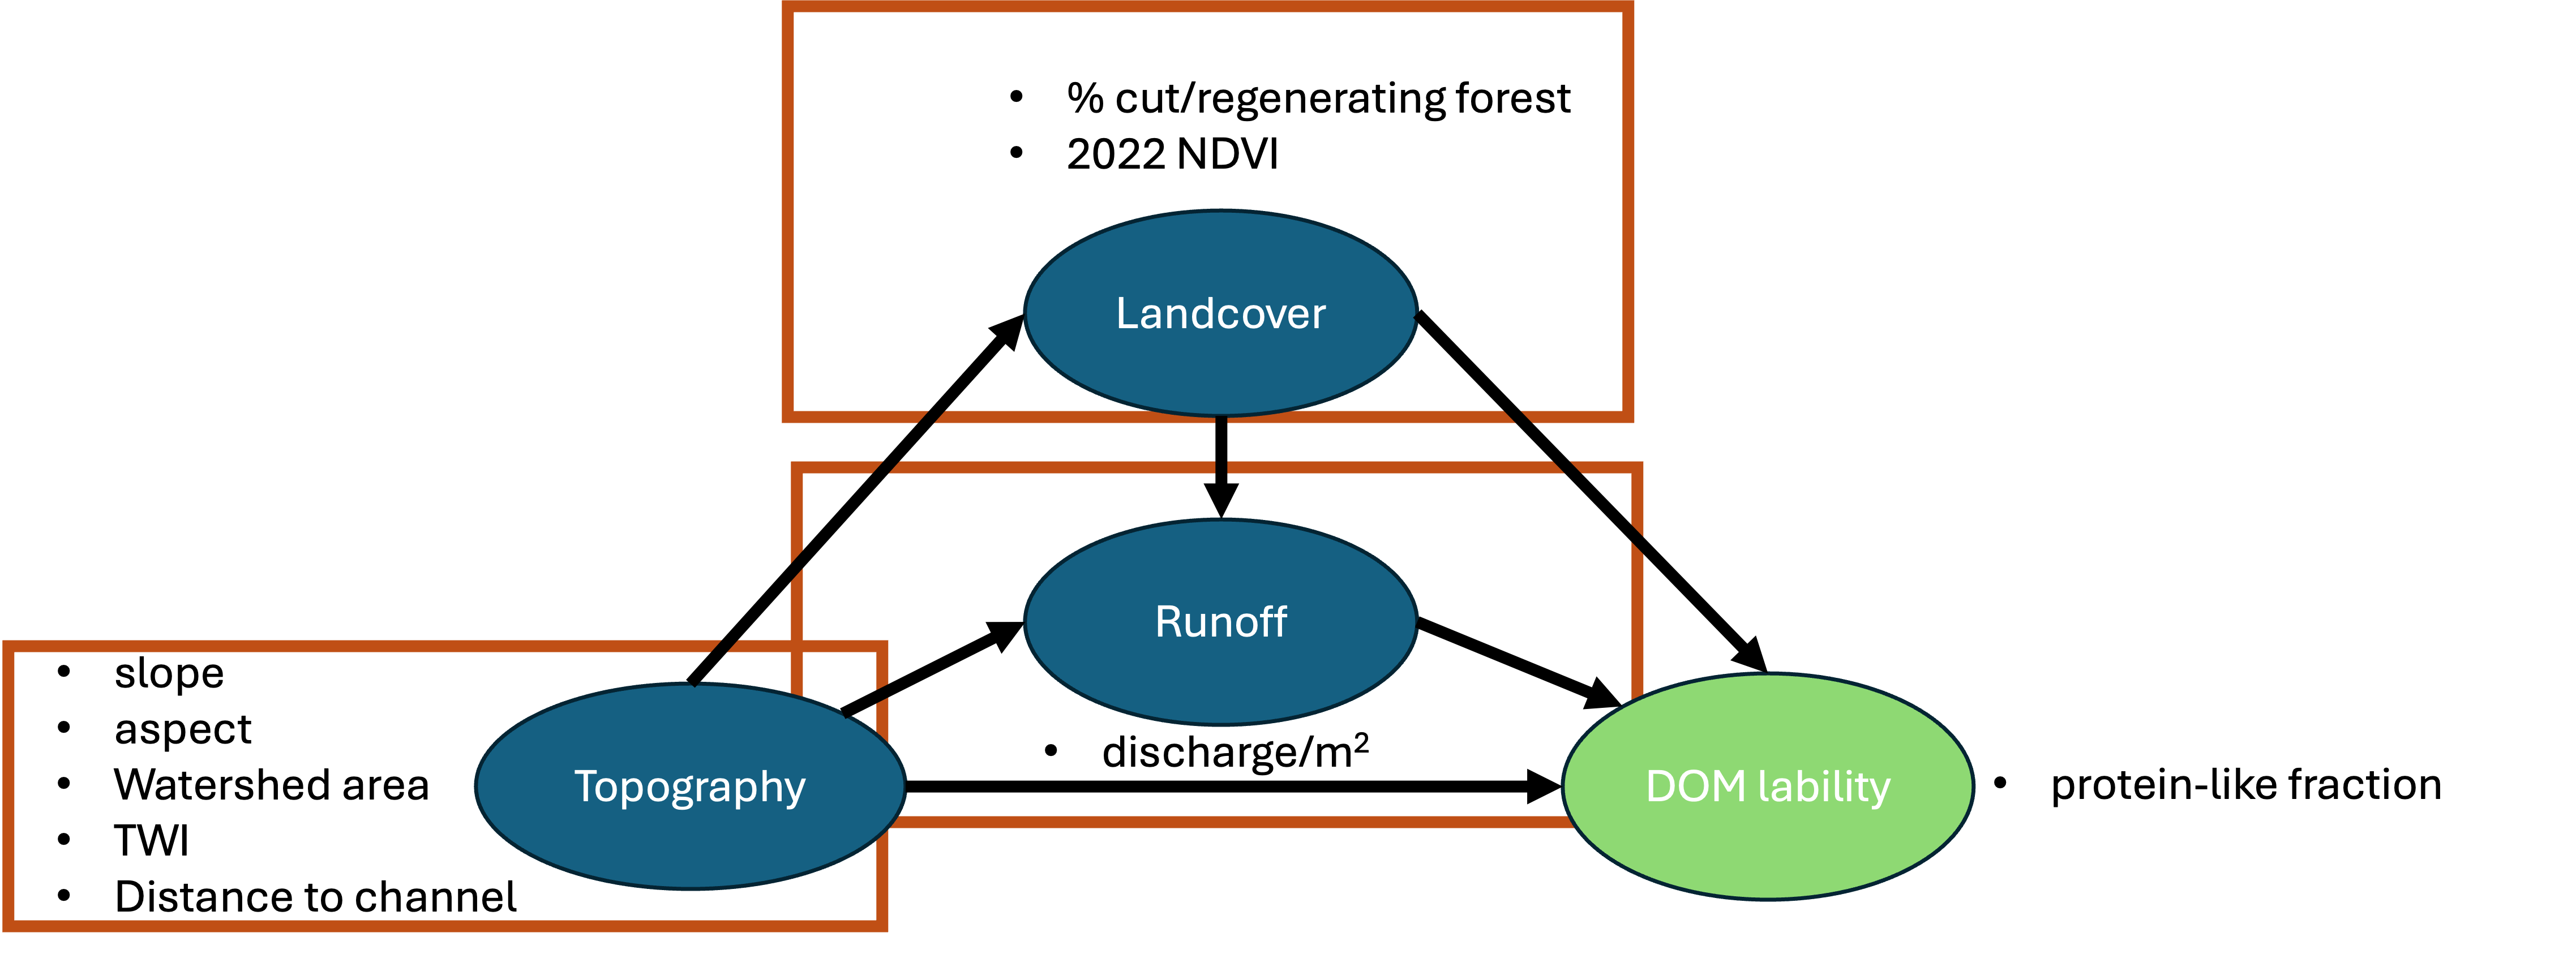 • % cut/regenerating forest
• 2022 NDVI
Landcover
Runoff
• discharge/m²
• slope
• aspect
• Watershed area
• TWI
• Distance to channel
Topography
DOM lability
• protein-like fraction